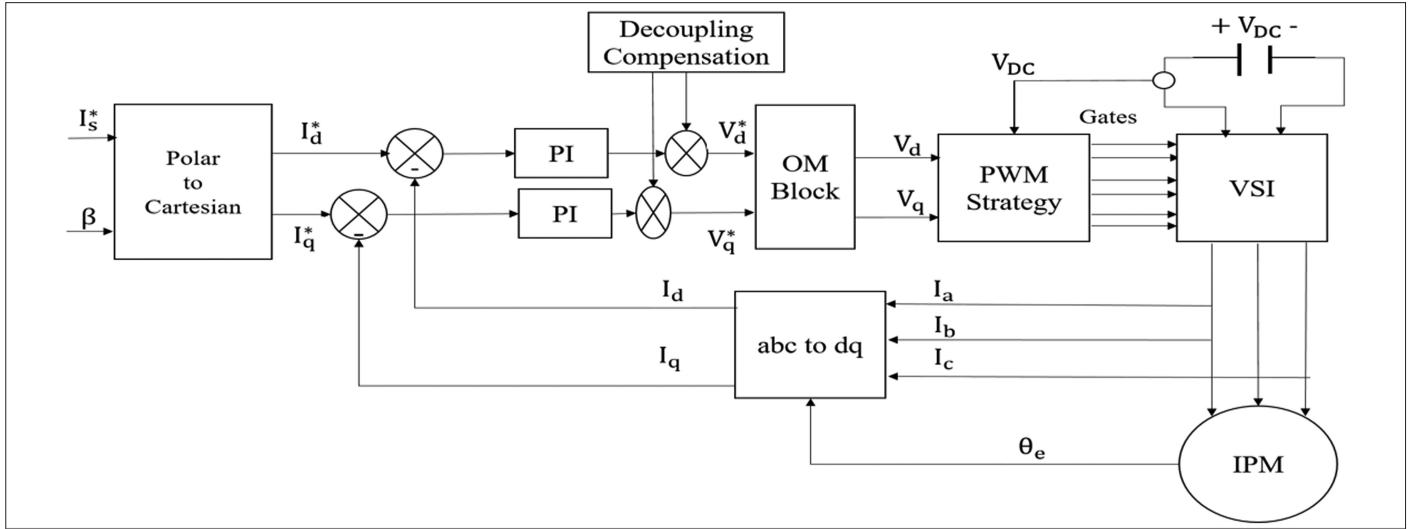 Decoupling
Compensation
+ V_DC -
V_DC
I_s^*
I_d^*
V_d^*
Gates
Polar
to
Cartesian
-
PI
OM
Block
V_d
PWM
Strategy
VSI
β
I_q^*
-
PI
V_q^*
V_q
I_d
I_a
abc to dq
I_b
I_q
I_c
θ_e
IPM